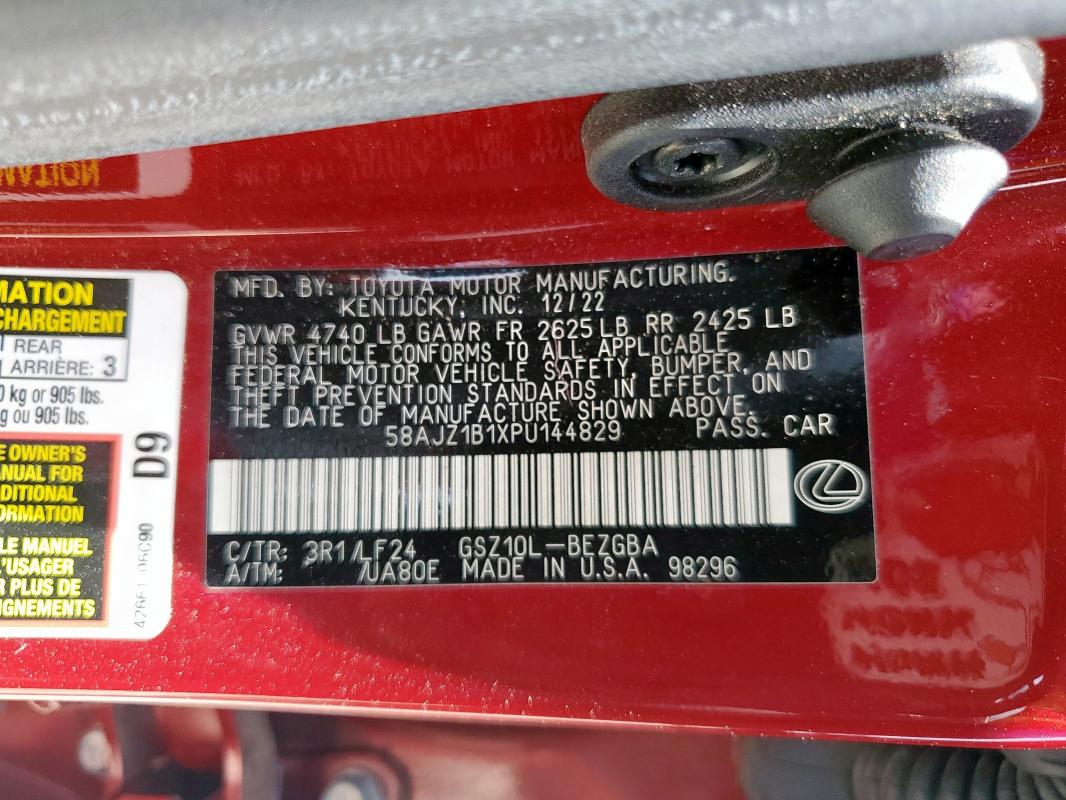 MATION
MATION
CHARGEMENT
REAR
ARRIÈRE: 3
kg or 905 lbs.
kg ou 905 lbs.
D9
OWNER'S
MANUAL FOR
DITIONAL
ORMATION
LE MANUEL
L'USAGER
R PLUS DE
IGNEMENTS
MFD. BY: TOYOTA MOTOR MANUFACTURING.
KENTUCKY, INC. 12/22
GVWR 4740 LB GAWR FR 2625 LB RR 2425 LB
THIS VEHICLE CONFORMS TO ALL APPLICABLE
FEDERAL MOTOR VEHICLE SAFETY, BUMPER, AND
THEFT PREVENTION STANDARDS IN EFFECT ON
THE DATE OF MANUFACTURE SHOWN ABOVE.
58AJZ1B1XPU144829 PASS. CAR
C/TR: 3R1/LF24 GSZ10L-BEZGBA
A/TM: /UA80E MADE IN U.S.A. 98296